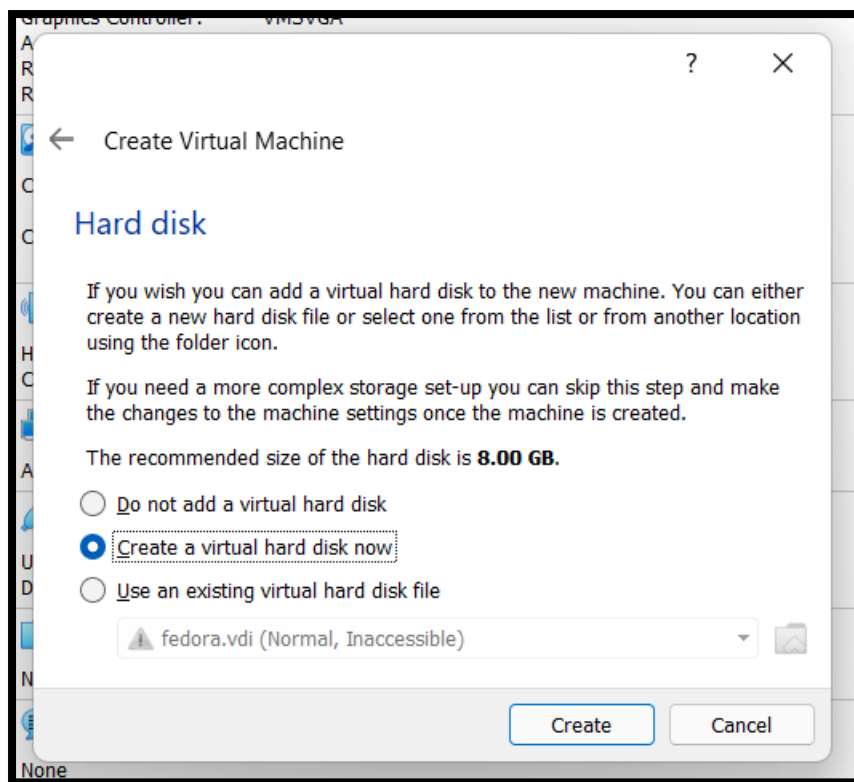 Graphics Controller: VMSVGA
A
R
R
?
Create Virtual Machine
C
Hard disk
C
If you wish you can add a virtual hard disk to the new machine. You can either
create a new hard disk file or select one from the list or from another location
using the folder icon.
H
C
If you need a more complex storage set-up you can skip this step and make
the changes to the machine settings once the machine is created.
The recommended size of the hard disk is 8.00 GB.
A
Do not add a virtual hard disk
Create a virtual hard disk now
U
D
Use an existing virtual hard disk file
fedora.vdi (Normal, Inaccessible)
N
Create Cancel
None